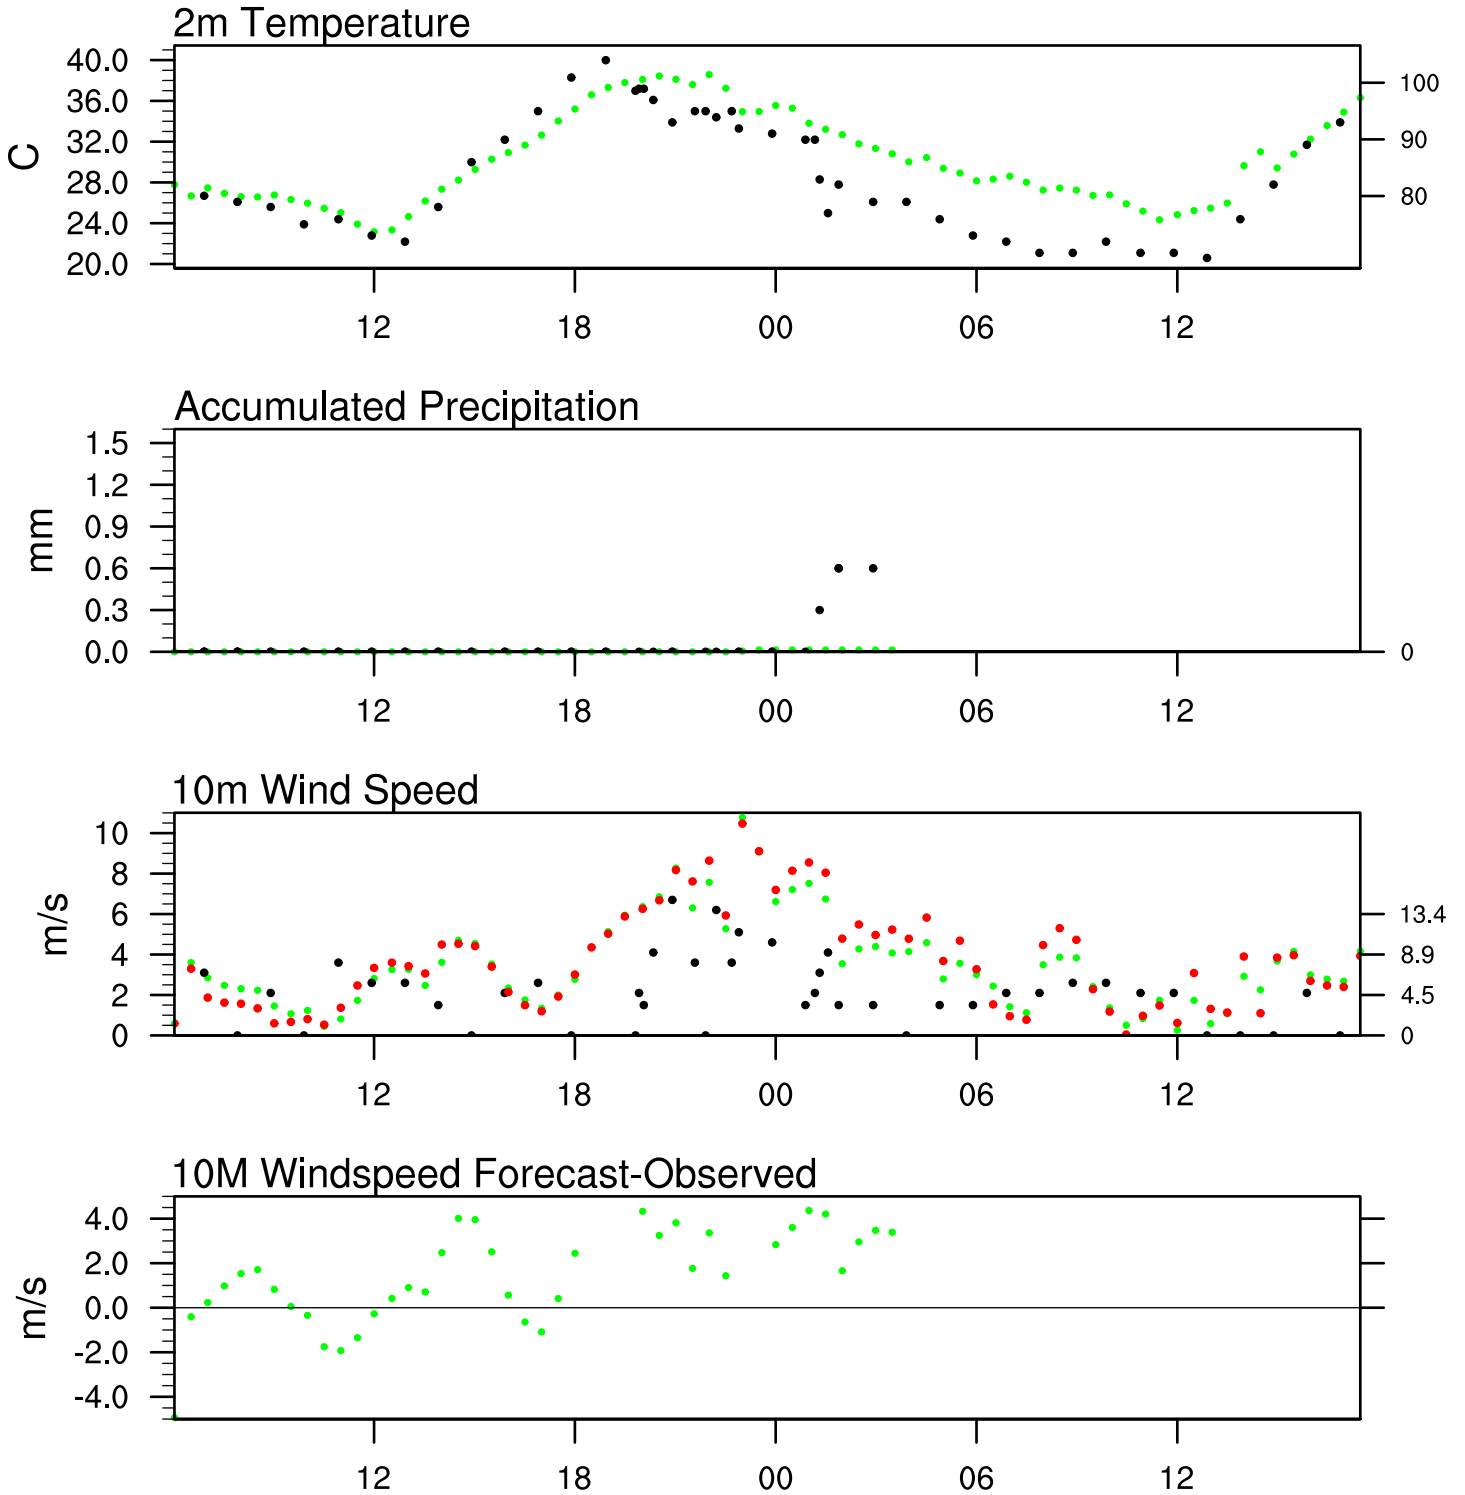 2m Temperature
40.0
36.0 100
32.0 90
28.0 80
24.0
20.0
C
12 18 00 06 12
Accumulated Precipitation
1.5
1.2
0.9
0.6
0.3
0.0 0
mm
12 18 00 06 12
10m Wind Speed
10
8
6 13.4
4 8.9
2 4.5
0 0
m/s
12 18 00 06 12
10M Windspeed Forecast-Observed
4.0
2.0
0.0
-2.0
-4.0
m/s
12 18 00 06 12